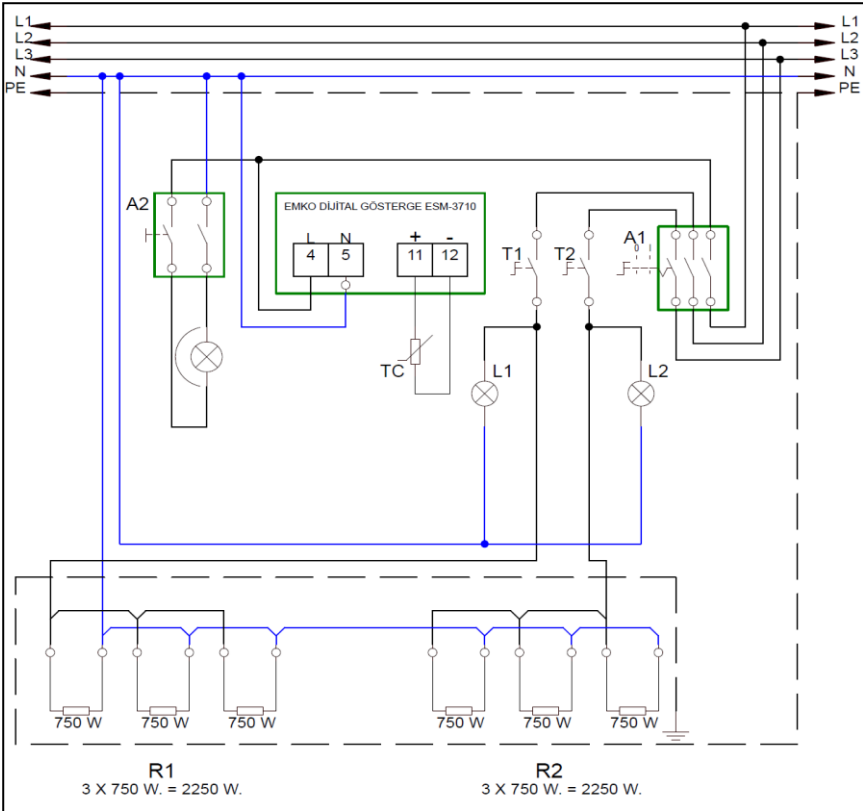 L1 L1
L2 L2
L3 L3
N N
PE PE
A2
EMKO DİJİTAL GÖSTERGE ESM-3710
L N + -
4 5 11 12
T1 T2 A1
0 1
TC
L1 L2
750 W 750 W 750 W 750 W 750 W 750 W
R1 R2
3 X 750 W. = 2250 W. 3 X 750 W. = 2250 W.